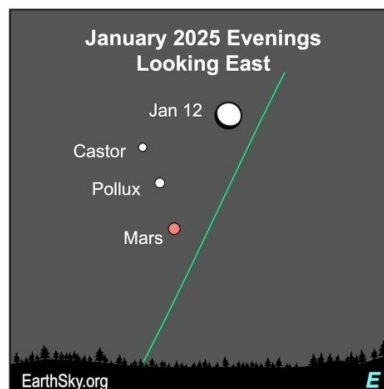 January 2025 Evenings
Looking East
Jan 12
Castor
Pollux
Mars
EarthSky.org
E